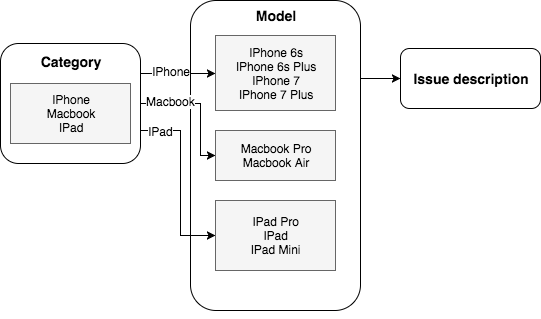 Model
Category
IPhone
Macbook
IPad
IPhone
Macbook
IPad
IPhone 6s
IPhone 6s Plus
IPhone 7
IPhone 7 Plus
Macbook Pro
Macbook Air
IPad Pro
IPad
IPad Mini
Issue description